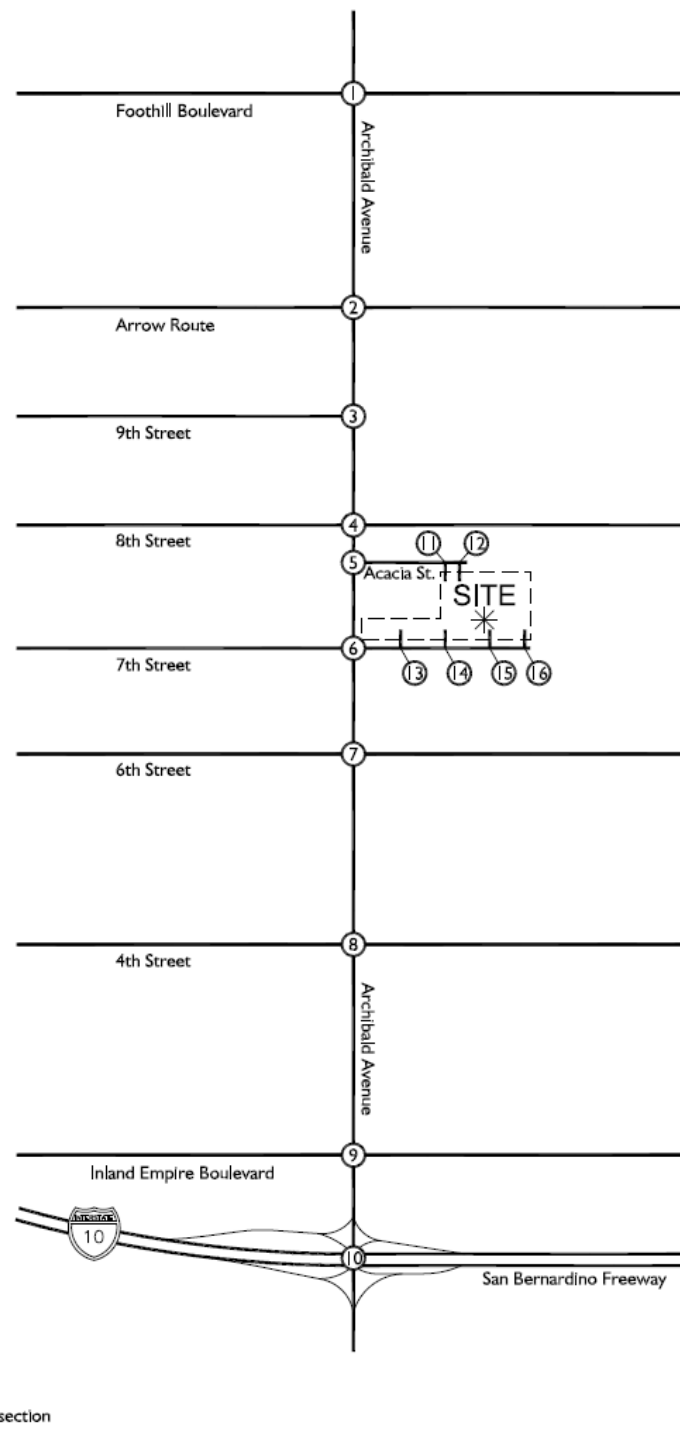 1
Foothill Boulevard
Archibald Avenue
2
Arrow Route
3
9th Street
4
8th Street
11
12
5
Acacia St.
SITE
6
7th Street
13
14
15
16
7
6th Street
8
4th Street
Archibald Avenue
9
Inland Empire Boulevard
INTERSTATE
10
10
San Bernardino Freeway
section